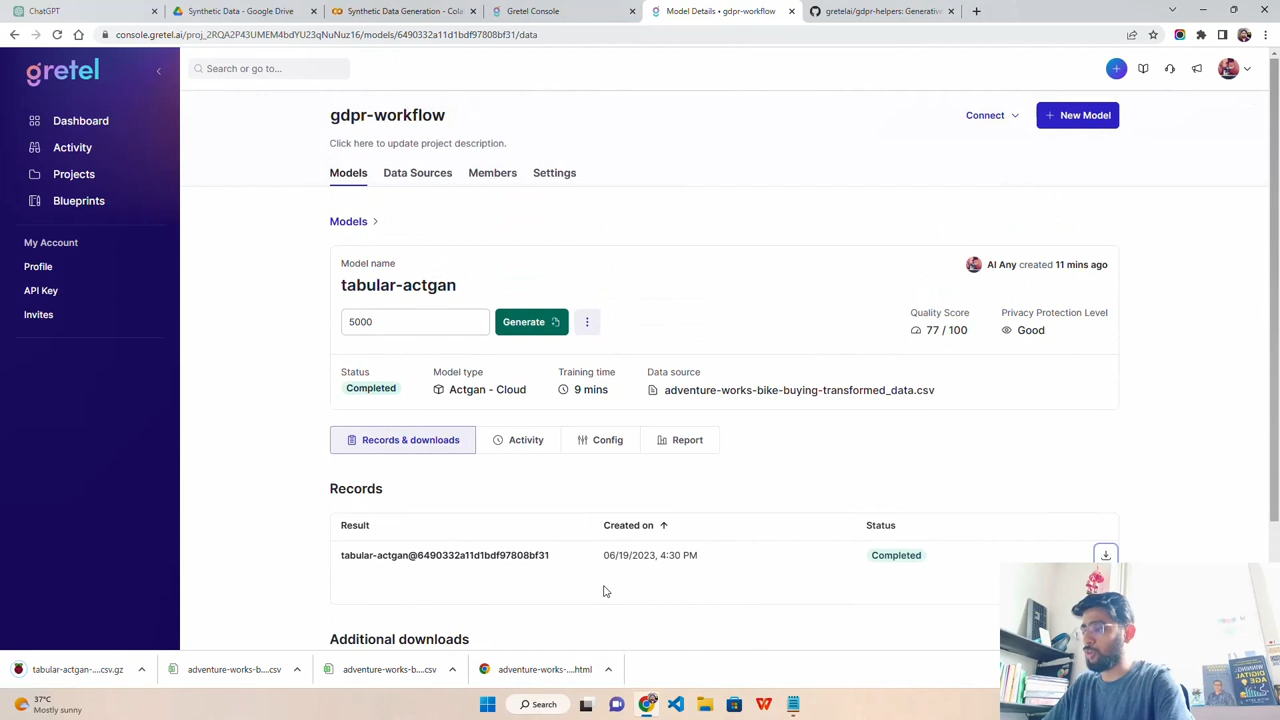 ChatGPT
Synthetic Data - Google Drive
Synthetic Data Generation - Cola
Gretel Console
Model Details • gdpr-workflow
gretelai/gdpr-helpers: Generativ
console.gretel.ai/proj_2RQA2P43UMEM4bdYU23qNuNuz16/models/6490332a11d1bdf97808bf31/data
gretel
Search or go to...
Dashboard
Activity
Projects
Blueprints
My Account
Profile
API Key
Invites
gdpr-workflow
Connect
New Model
Click here to update project description.
Models
Data Sources
Members
Settings
Models
Model name
AI Any created 11 mins ago
tabular-actgan
5000
Generate
Quality Score
Privacy Protection Level
77 / 100
Good
Status
Model type
Training time
Data source
Completed
Actgan - Cloud
9 mins
adventure-works-bike-buying-transformed_data.csv
Records & downloads
Activity
Config
Report
Records
Result
Created on
Status
tabular-actgan@6490332a11d1bdf97808bf31
06/19/2023, 4:30 PM
Completed
Additional downloads
tabular-actgan-....csv.gz
adventure-works-b....csv
adventure-works-b....csv
adventure-works-....html
37°C
Mostly sunny
Search
WINNING
DIGITAL
AGE